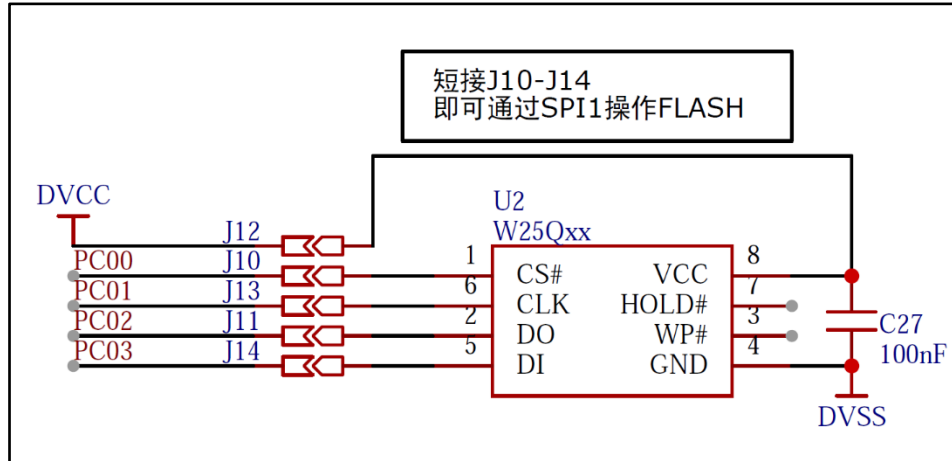 短接J10-J14
即可通过SPI1操作FLASH
DVCC
U2
W25Qxx
J12
PC00 J10 1 CS# VCC 8
PC01 J13 6 CLK HOLD# 7
PC02 J11 2 DO WP# 3
PC03 J14 5 DI GND 4
C27
100nF
DVSS